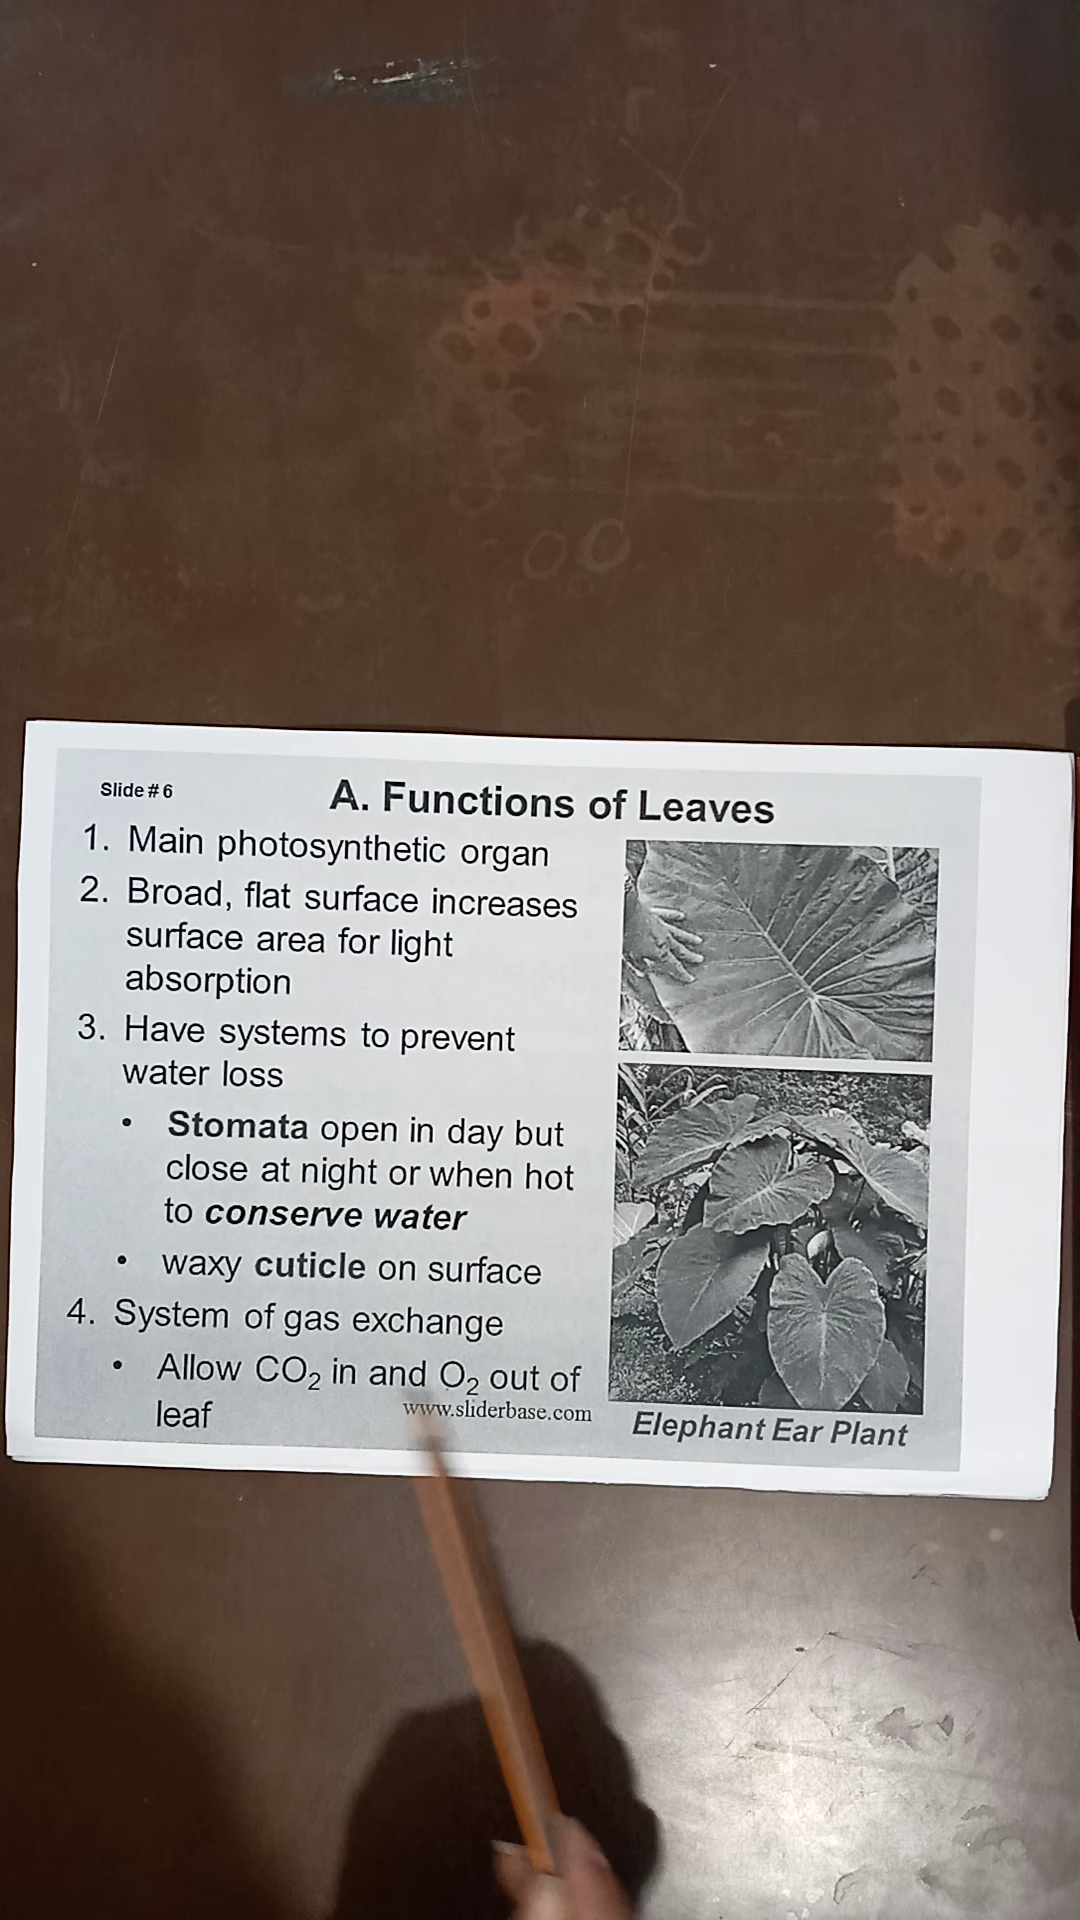 Slide # 6
A. Functions of Leaves
1. Main photosynthetic organ
2. Broad, flat surface increases
surface area for light
absorption
3. Have systems to prevent
water loss
• Stomata open in day but
close at night or when hot
to conserve water
• waxy cuticle on surface
4. System of gas exchange
• Allow CO₂ in and O₂ out of
leaf
www.sliderbase.com
Elephant Ear Plant